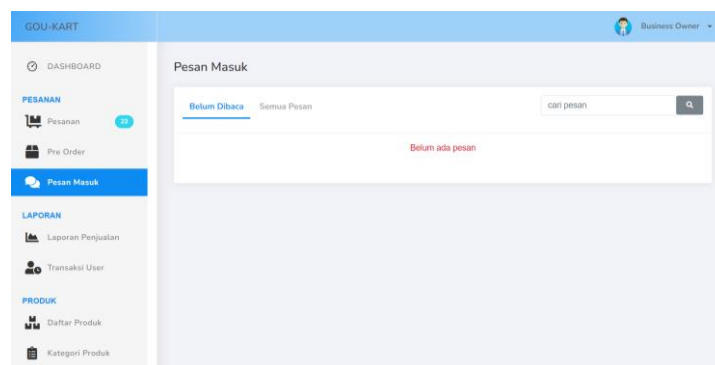 GOU-KART
Business Owner
DASHBOARD
PESANAN
Pesanan 22
Pre Order
Pesan Masuk
LAPORAN
Laporan Penjualan
Transaksi User
PRODUK
Daftar Produk
Kategori Produk
Pesan Masuk
Belum Dibaca Semua Pesan
cari pesan
Belum ada pesan